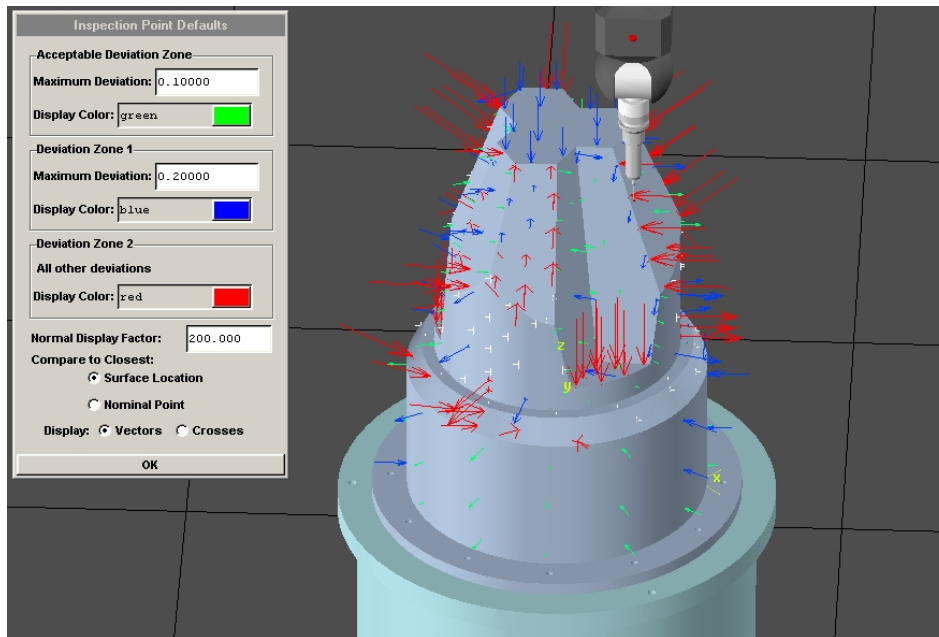 Inspection Point Defaults
Acceptable Deviation Zone
Maximum Deviation: 0.10000
Display Color: green
Deviation Zone 1
Maximum Deviation: 0.20000
Display Color: blue
Deviation Zone 2
All other deviations
Display Color: red
Normal Display Factor: 200.000
Compare to Closest:
Surface Location
Nominal Point
Display: Vectors Crosses
OK
z
y
x